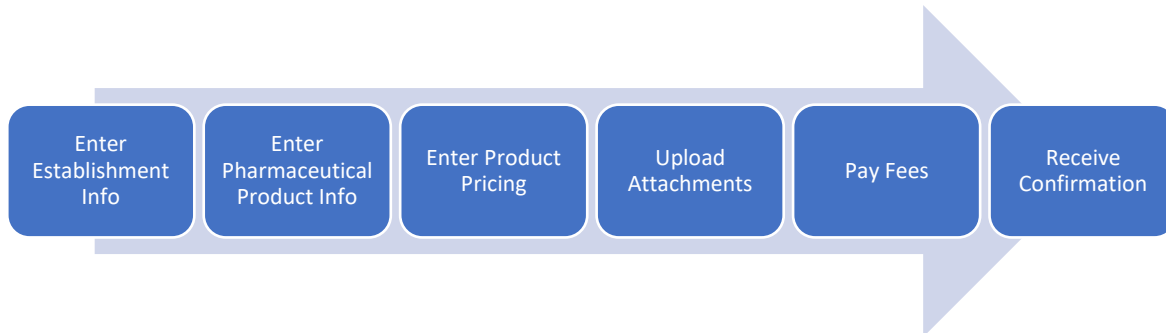 Enter
Establishment
Info
Enter
Pharmaceutical
Product Info
Enter Product
Pricing
Upload
Attachments
Pay Fees
Receive
Confirmation